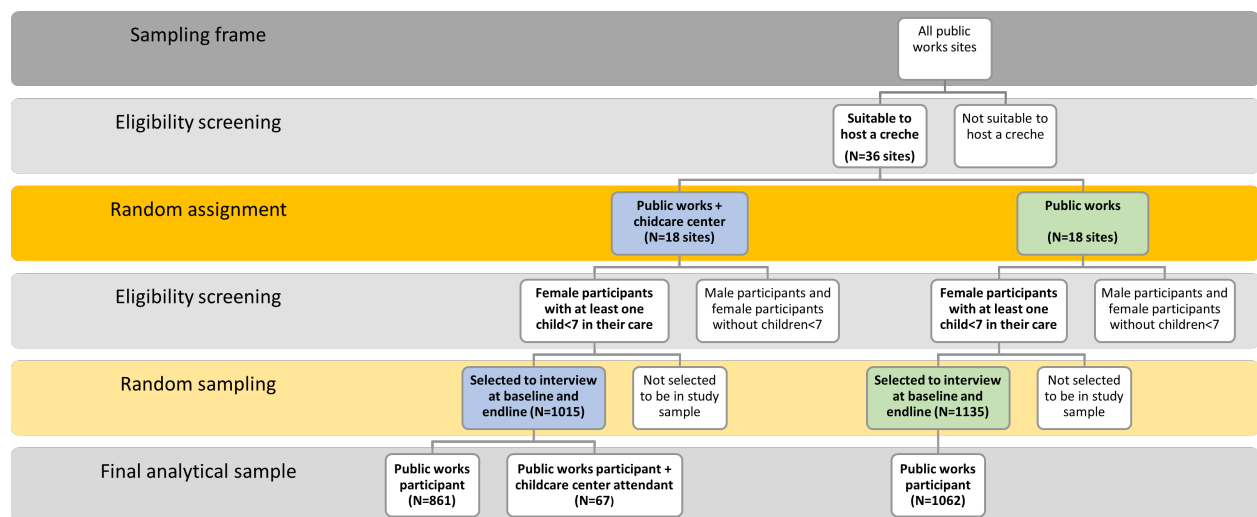 Sampling frame
All public
works sites
Eligibility screening
Suitable to
host a creche
(N=36 sites)
Not suitable to
host a creche
Random assignment
Public works +
chidcare center
(N=18 sites)
Public works
(N=18 sites)
Eligibility screening
Female participants
with at least one
child<7 in their care
Male participants and
female participants
without children<7
Female participants
with at least one
child<7 in their care
Male participants and
female participants
without children<7
Random sampling
Selected to interview
at baseline and
endline (N=1015)
Not selected
to be in study
sample
Selected to interview
at baseline and
endline (N=1135)
Not selected
to be in study
sample
Final analytical sample
Public works
participant
(N=861)
Public works participant +
childcare center attendant
(N=67)
Public works
participant
(N=1062)